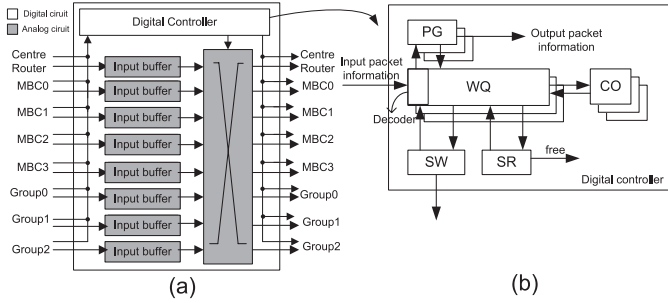 Digital ciruit
Analog ciruit
Digital Controller
Centre
Router
MBC0
MBC1
MBC2
MBC3
Group0
Group1
Group2
Input buffer
Input buffer
Input buffer
Input buffer
Input buffer
Input buffer
Input buffer
Input buffer
Centre
Router
MBC0
MBC1
MBC2
MBC3
Group0
Group1
Group2
(a)
PG
Output packet
information
Input packet
information
WQ
CO
Decoder
SW
SR
free
Digital controller
(b)